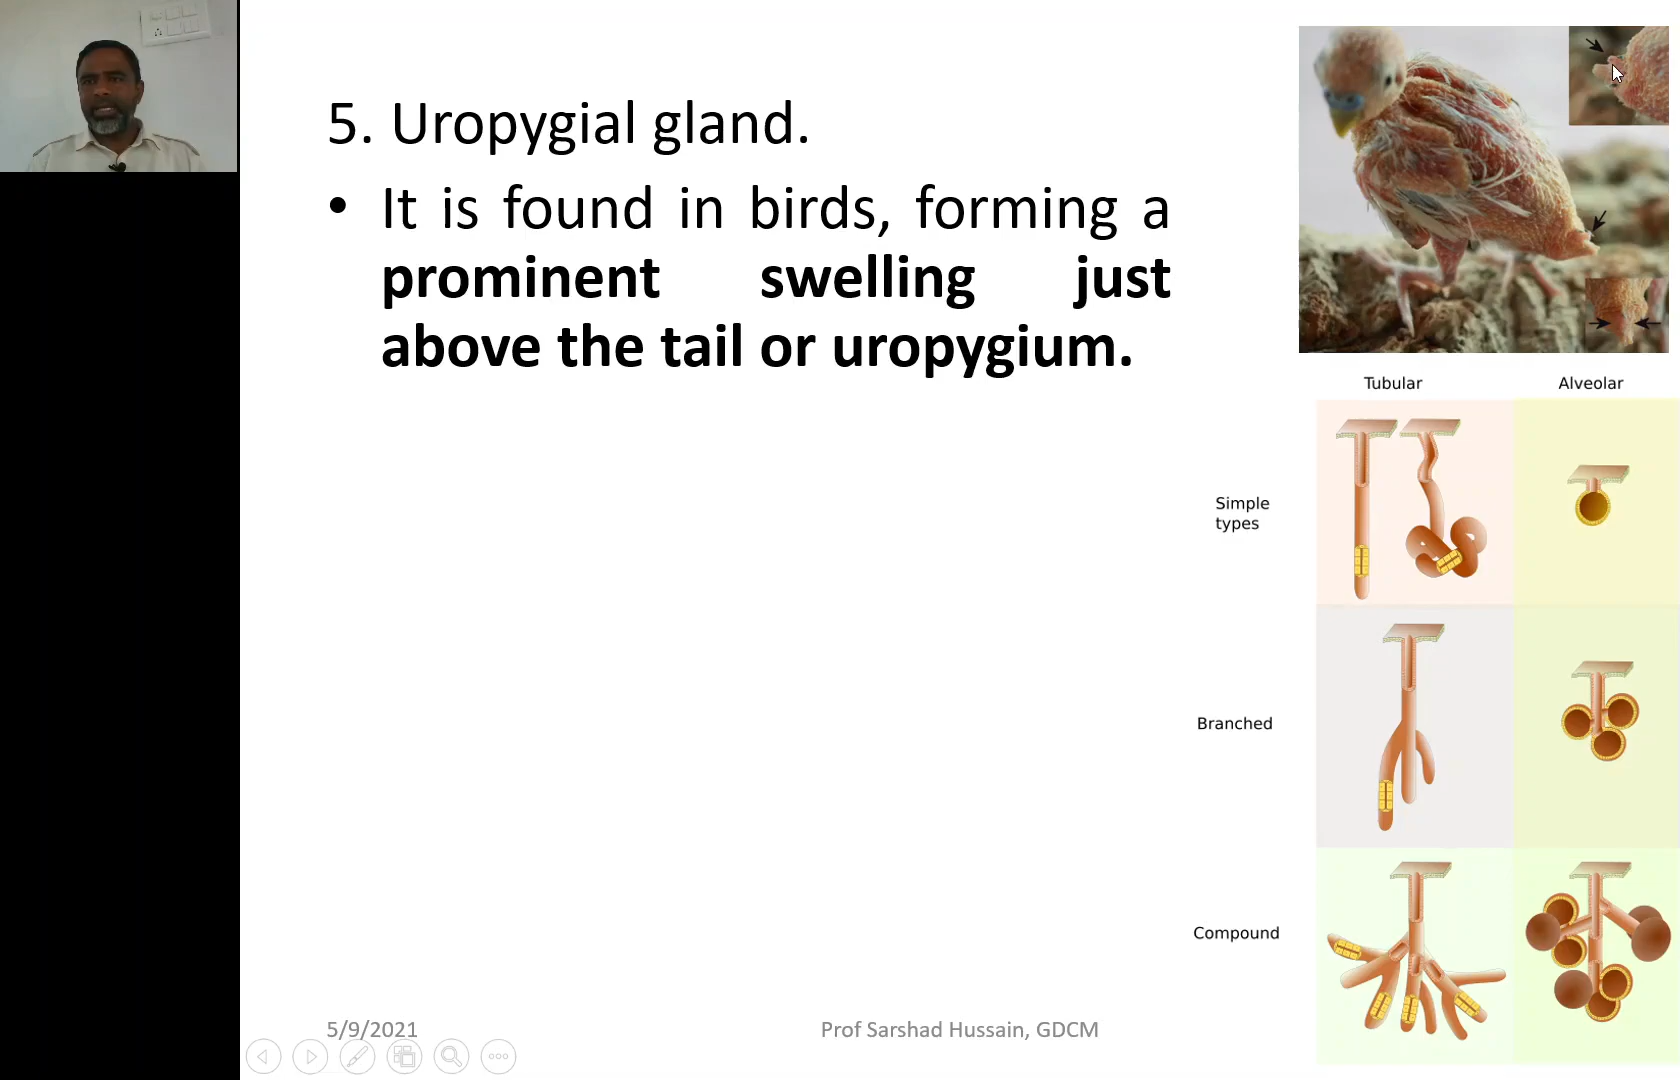 5. Uropygial gland.
• It is found in birds, forming a
prominent swelling just
above the tail or uropygium.
Tubular Alveolar
Simple
types
Branched
Compound
5/9/2021 Prof Sarshad Hussain, GDCM